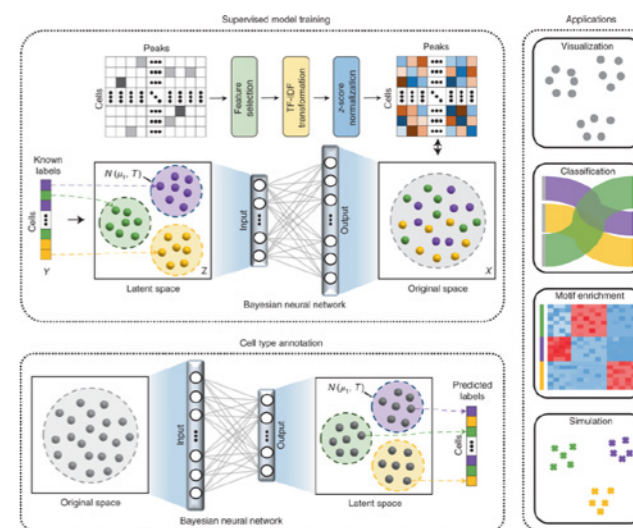 Supervised model training
Peaks
Cells
Feature
selection
TF-IDF
transformation
z-score
normalization
Peaks
Cells
Known
labels
Cells
Y
N (μ₁, T)
Z
Latent space
Input
Output
Bayesian neural network
X
Original space
Cell type annotation
Original space
Input
Output
Bayesian neural network
N (μ₁, T)
Latent space
Predicted
labels
Cells
Applications
Visualization
Classification
Motif enrichment
Simulation